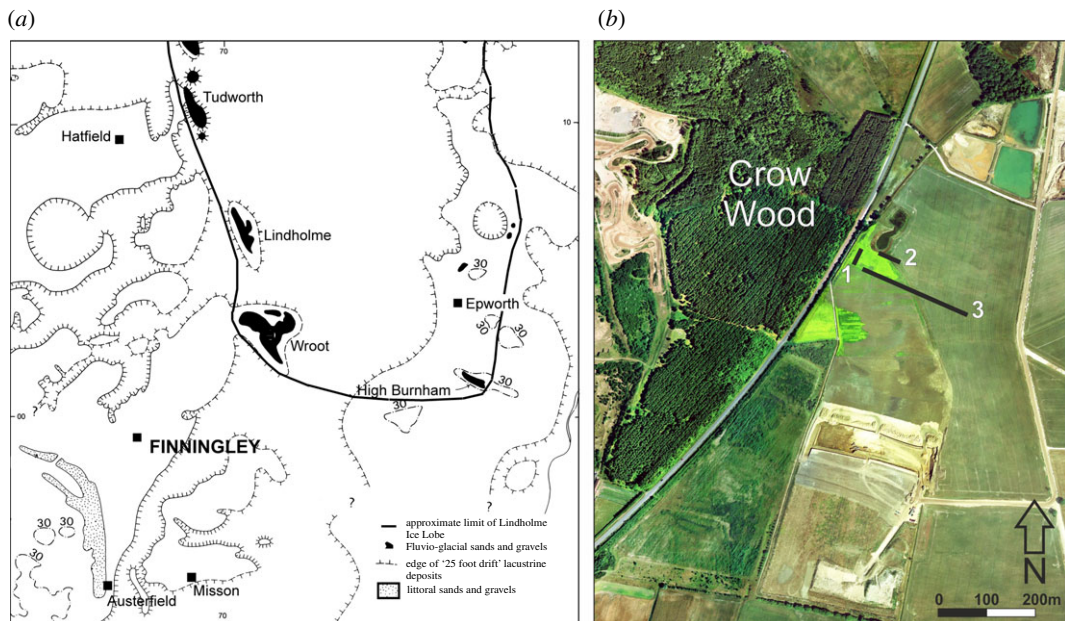 (a)
70
Tudworth
Hatfield
10
Lindholme
30
Epworth
30
30
Wroot
High Burnham
30
30
?
00
FINNINGLEY
?
?
30
30
approximate limit of Lindholme
Ice Lobe
Fluvio-glacial sands and gravels
edge of '25 foot drift' lacustrine
deposits
littoral sands and gravels
Misson
Austerfield
70
(b)
Crow
Wood
1
2
3
N
0 100 200m